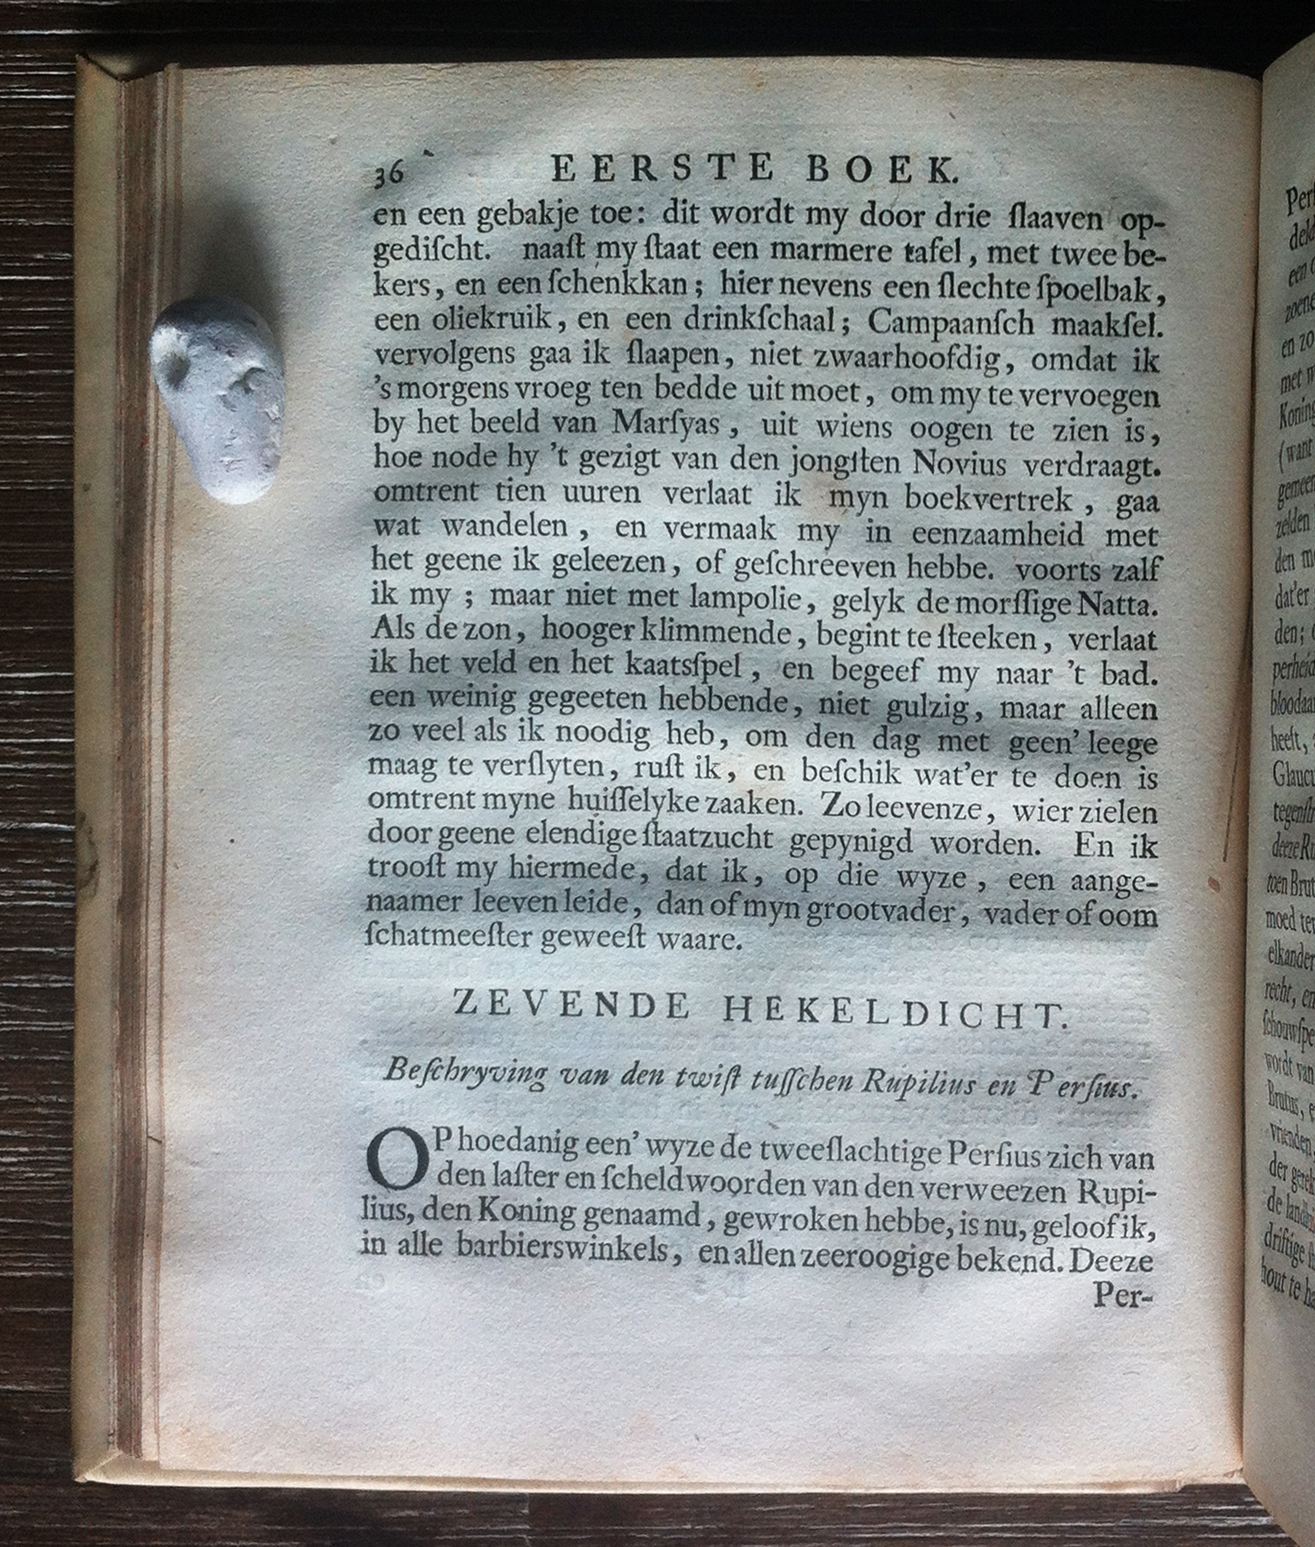 36 EERSTE BOEK.
en een gebakje toe: dit wordt my door drie ſlaaven op-
gediſcht. naaſt my ſtaat een marmere tafel, met twee be-
kers, en een ſchenkkan; hier nevens een ſlechte ſpoelbak,
een oliekruik, en een drinkſchaal; Campaanſch maakſel.
vervolgens gaa ik ſlaapen, niet zwaarhoofdig, omdat ik
's morgens vroeg ten bedde uit moet, om my te vervoegen
by het beeld van Marſyas, uit wiens oogen te zien is,
hoe node hy 't gezigt van den jongſten Novius verdraagt.
omtrent tien uuren verlaat ik myn boekvertrek, gaa
wat wandelen, en vermaak my in eenzaamheid met
het geene ik geleezen, of geſchreeven hebbe. voorts zalf
ik my; maar niet met lampolie, gelyk de morſſige Natta.
Als de zon, hooger klimmende, begint te ſteeken, verlaat
ik het veld en het kaatsſpel, en begeef my naar 't bad.
een weinig gegeeten hebbende, niet gulzig, maar alleen
zo veel als ik noodig heb, om den dag met geen' leege
maag te verſlyten, ruſt ik, en beſchik wat'er te doen is
omtrent myne huiſſelyke zaaken. Zo leevenze, wier zielen
door geene elendige ſtaatzucht gepynigd worden. En ik
trooſt my hiermede, dat ik, op die wyze, een aange-
naamer leeven leide, dan of myn grootvader, vader of oom
ſchatmeeſter geweeſt waare.
ZEVENDE HEKELDICHT.
Beſchryving van den twiſt tuſſchen Rupilius en Perſius.
OP hoedanig een' wyze de tweeſlachtige Perſius zich van
den laſter en ſcheldwoorden van den verweezen Rupi-
lius, den Koning genaamd, gewroken hebbe, is nu, geloof ik,
in alle barbierswinkels, en allen zeeroogige bekend. Deeze
Per-